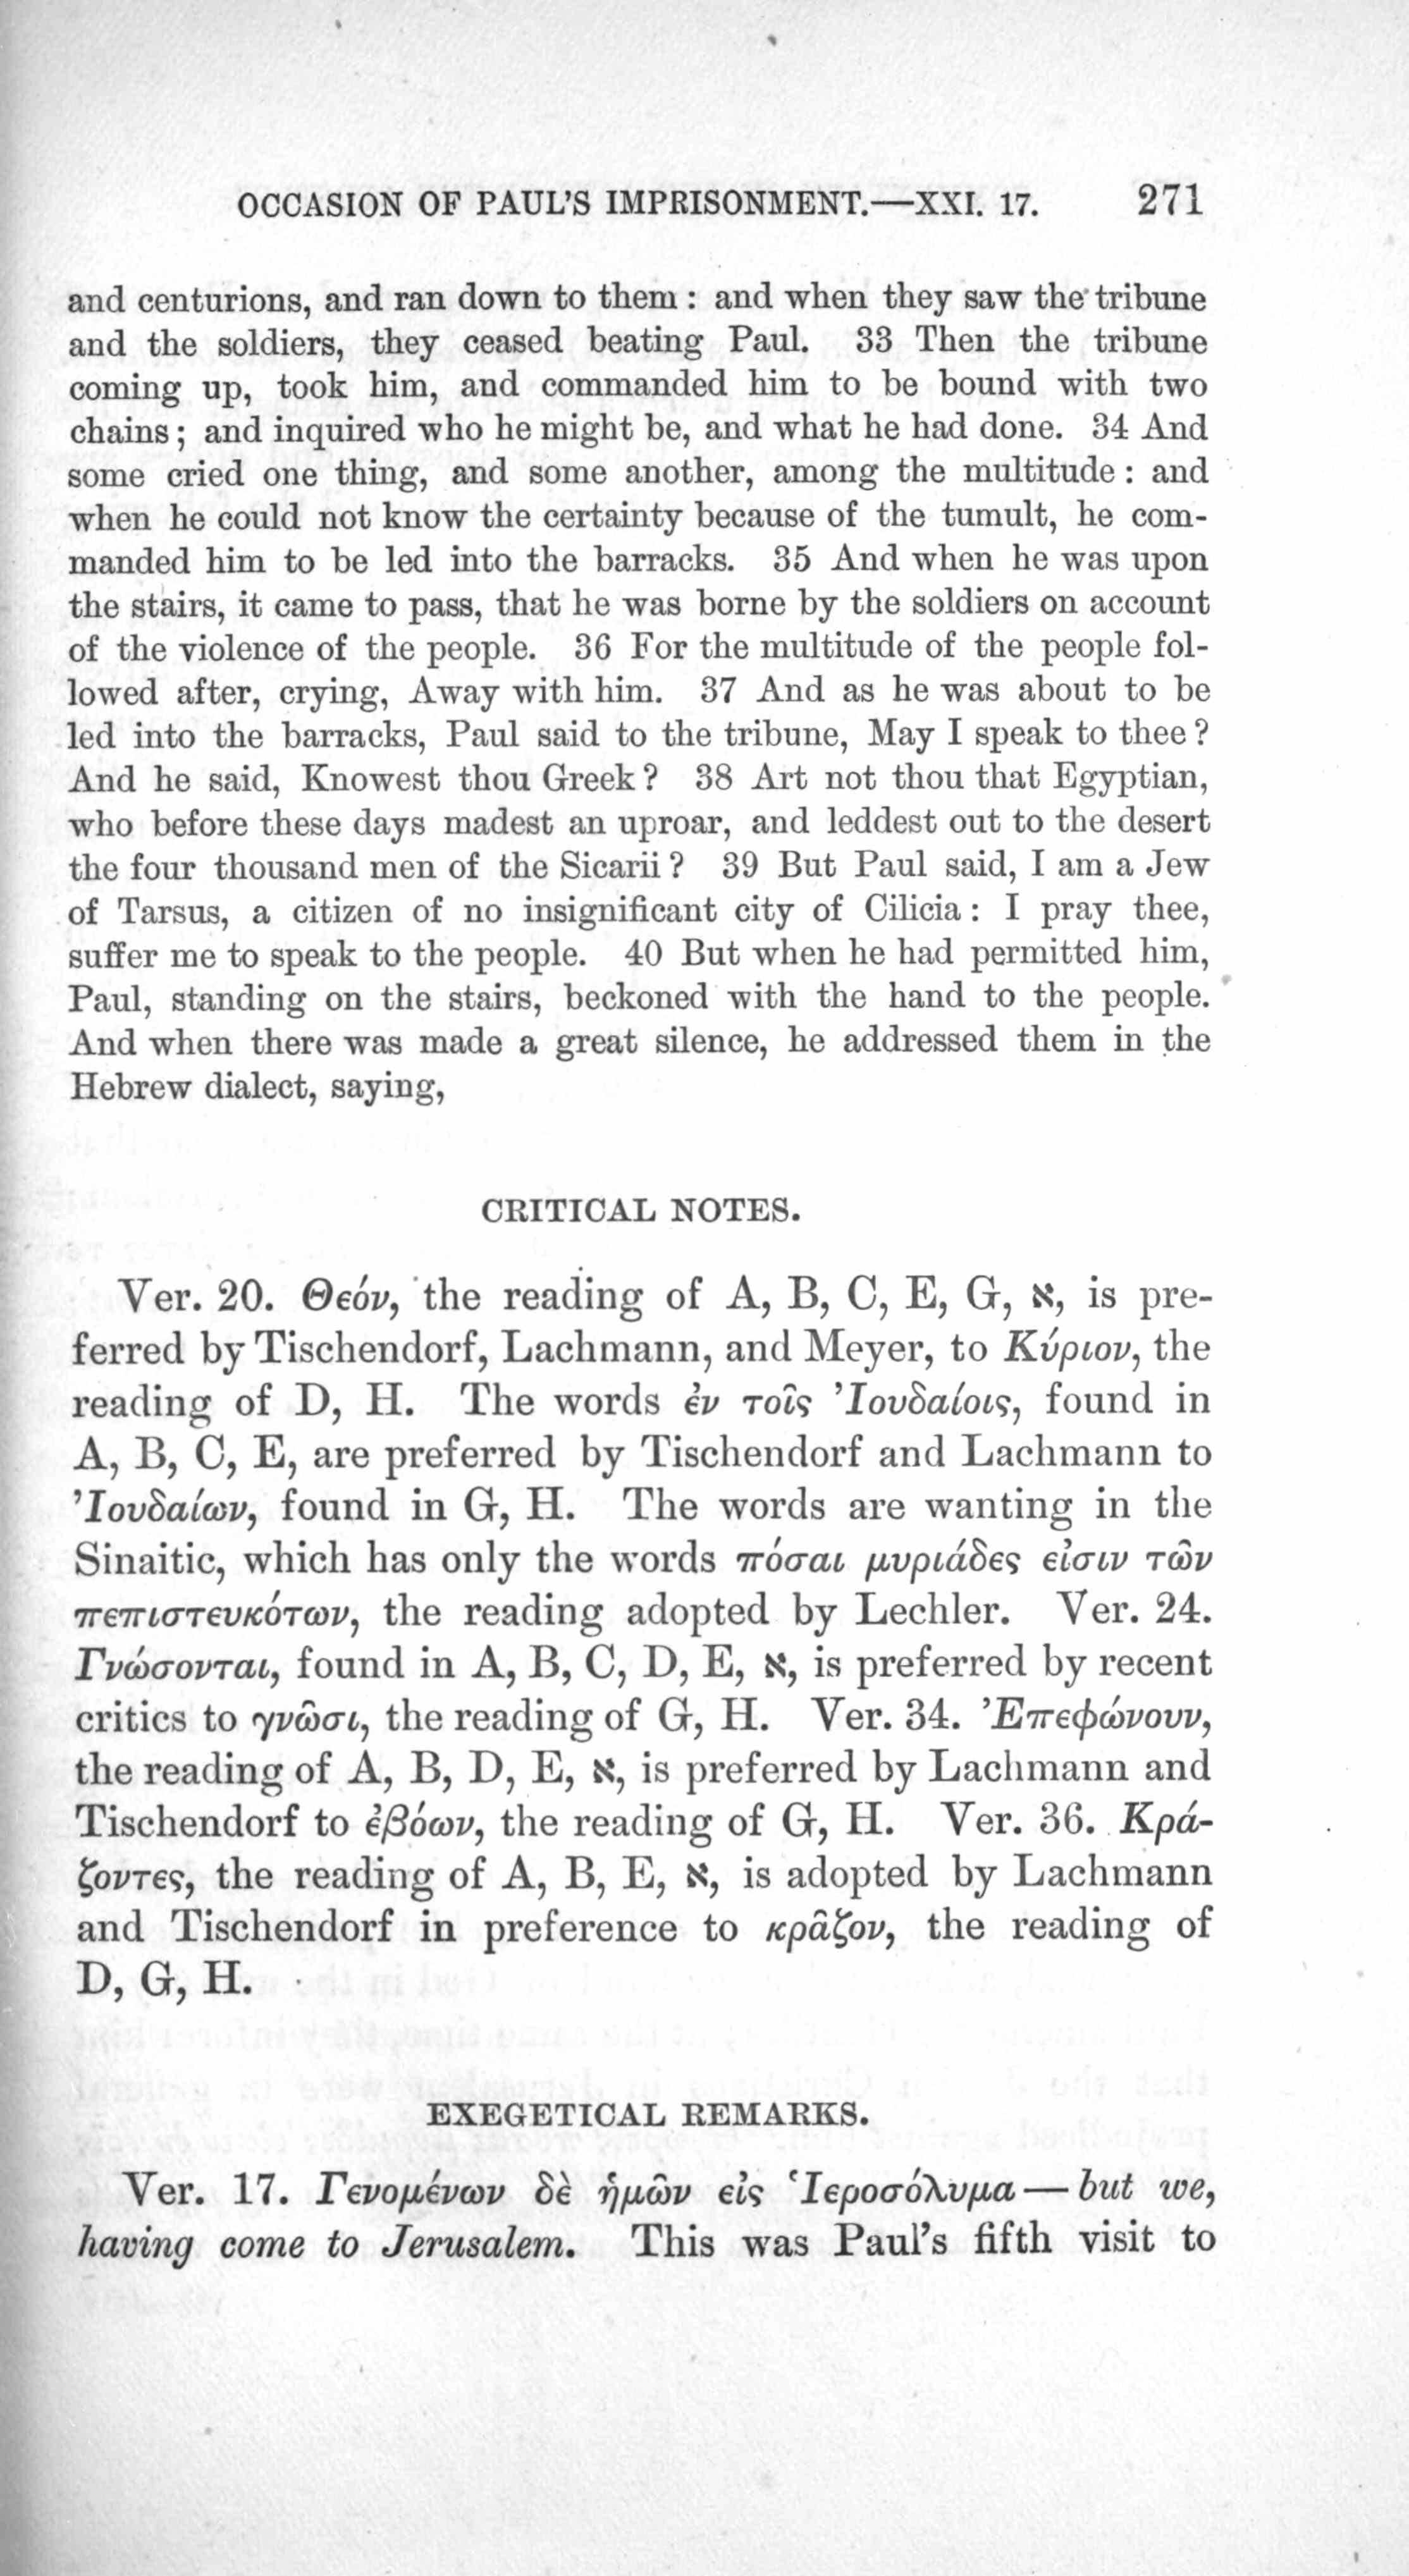 OCCASION OF PAUL'S IMPRISONMENT.—XXI. 17. 271
and centurions, and ran down to them : and when they saw the tribune
and the soldiers, they ceased beating Paul. 33 Then the tribune
coming up, took him, and commanded him to be bound with two
chains ; and inquired who he might be, and what he had done. 34 And
some cried one thing, and some another, among the multitude : and
when he could not know the certainty because of the tumult, he com-
manded him to be led into the barracks. 35 And when he was upon
the stairs, it came to pass, that he was borne by the soldiers on account
of the violence of the people. 36 For the multitude of the people fol-
lowed after, crying, Away with him. 37 And as he was about to be
led into the barracks, Paul said to the tribune, May I speak to thee ?
And he said, Knowest thou Greek ? 38 Art not thou that Egyptian,
who before these days madest an uproar, and leddest out to the desert
the four thousand men of the Sicarii ? 39 But Paul said, I am a Jew
of Tarsus, a citizen of no insignificant city of Cilicia : I pray thee,
suffer me to speak to the people. 40 But when he had permitted him,
Paul, standing on the stairs, beckoned with the hand to the people.
And when there was made a great silence, he addressed them in the
Hebrew dialect, saying,
CRITICAL NOTES.
Ver. 20. Θεόν, the reading of A, B, C, E, G, א, is pre-
ferred by Tischendorf, Lachmann, and Meyer, to Κύριον, the
reading of D, H. The words ἐν τοῖς Ἰουδαίοις, found in
A, B, C, E, are preferred by Tischendorf and Lachmann to
Ἰουδαίων, found in G, H. The words are wanting in the
Sinaitic, which has only the words πόσαι μυριάδες εἰσιν τῶν
πεπιστευκότων, the reading adopted by Lechler. Ver. 24.
Γνώσονται, found in A, B, C, D, E, א, is preferred by recent
critics to γνῶσι, the reading of G, H. Ver. 34. Ἐπεφώνουν,
the reading of A, B, D, E, א, is preferred by Lachmann and
Tischendorf to ἐβόων, the reading of G, H. Ver. 36. Κρά-
ζοντες, the reading of A, B, E, א, is adopted by Lachmann
and Tischendorf in preference to κρᾶζον, the reading of
D, G, H.
EXEGETICAL REMARKS.
Ver. 17. Γενομένων δὲ ἡμῶν εἰς Ἱεροσόλυμα — but we,
having come to Jerusalem. This was Paul's fifth visit to